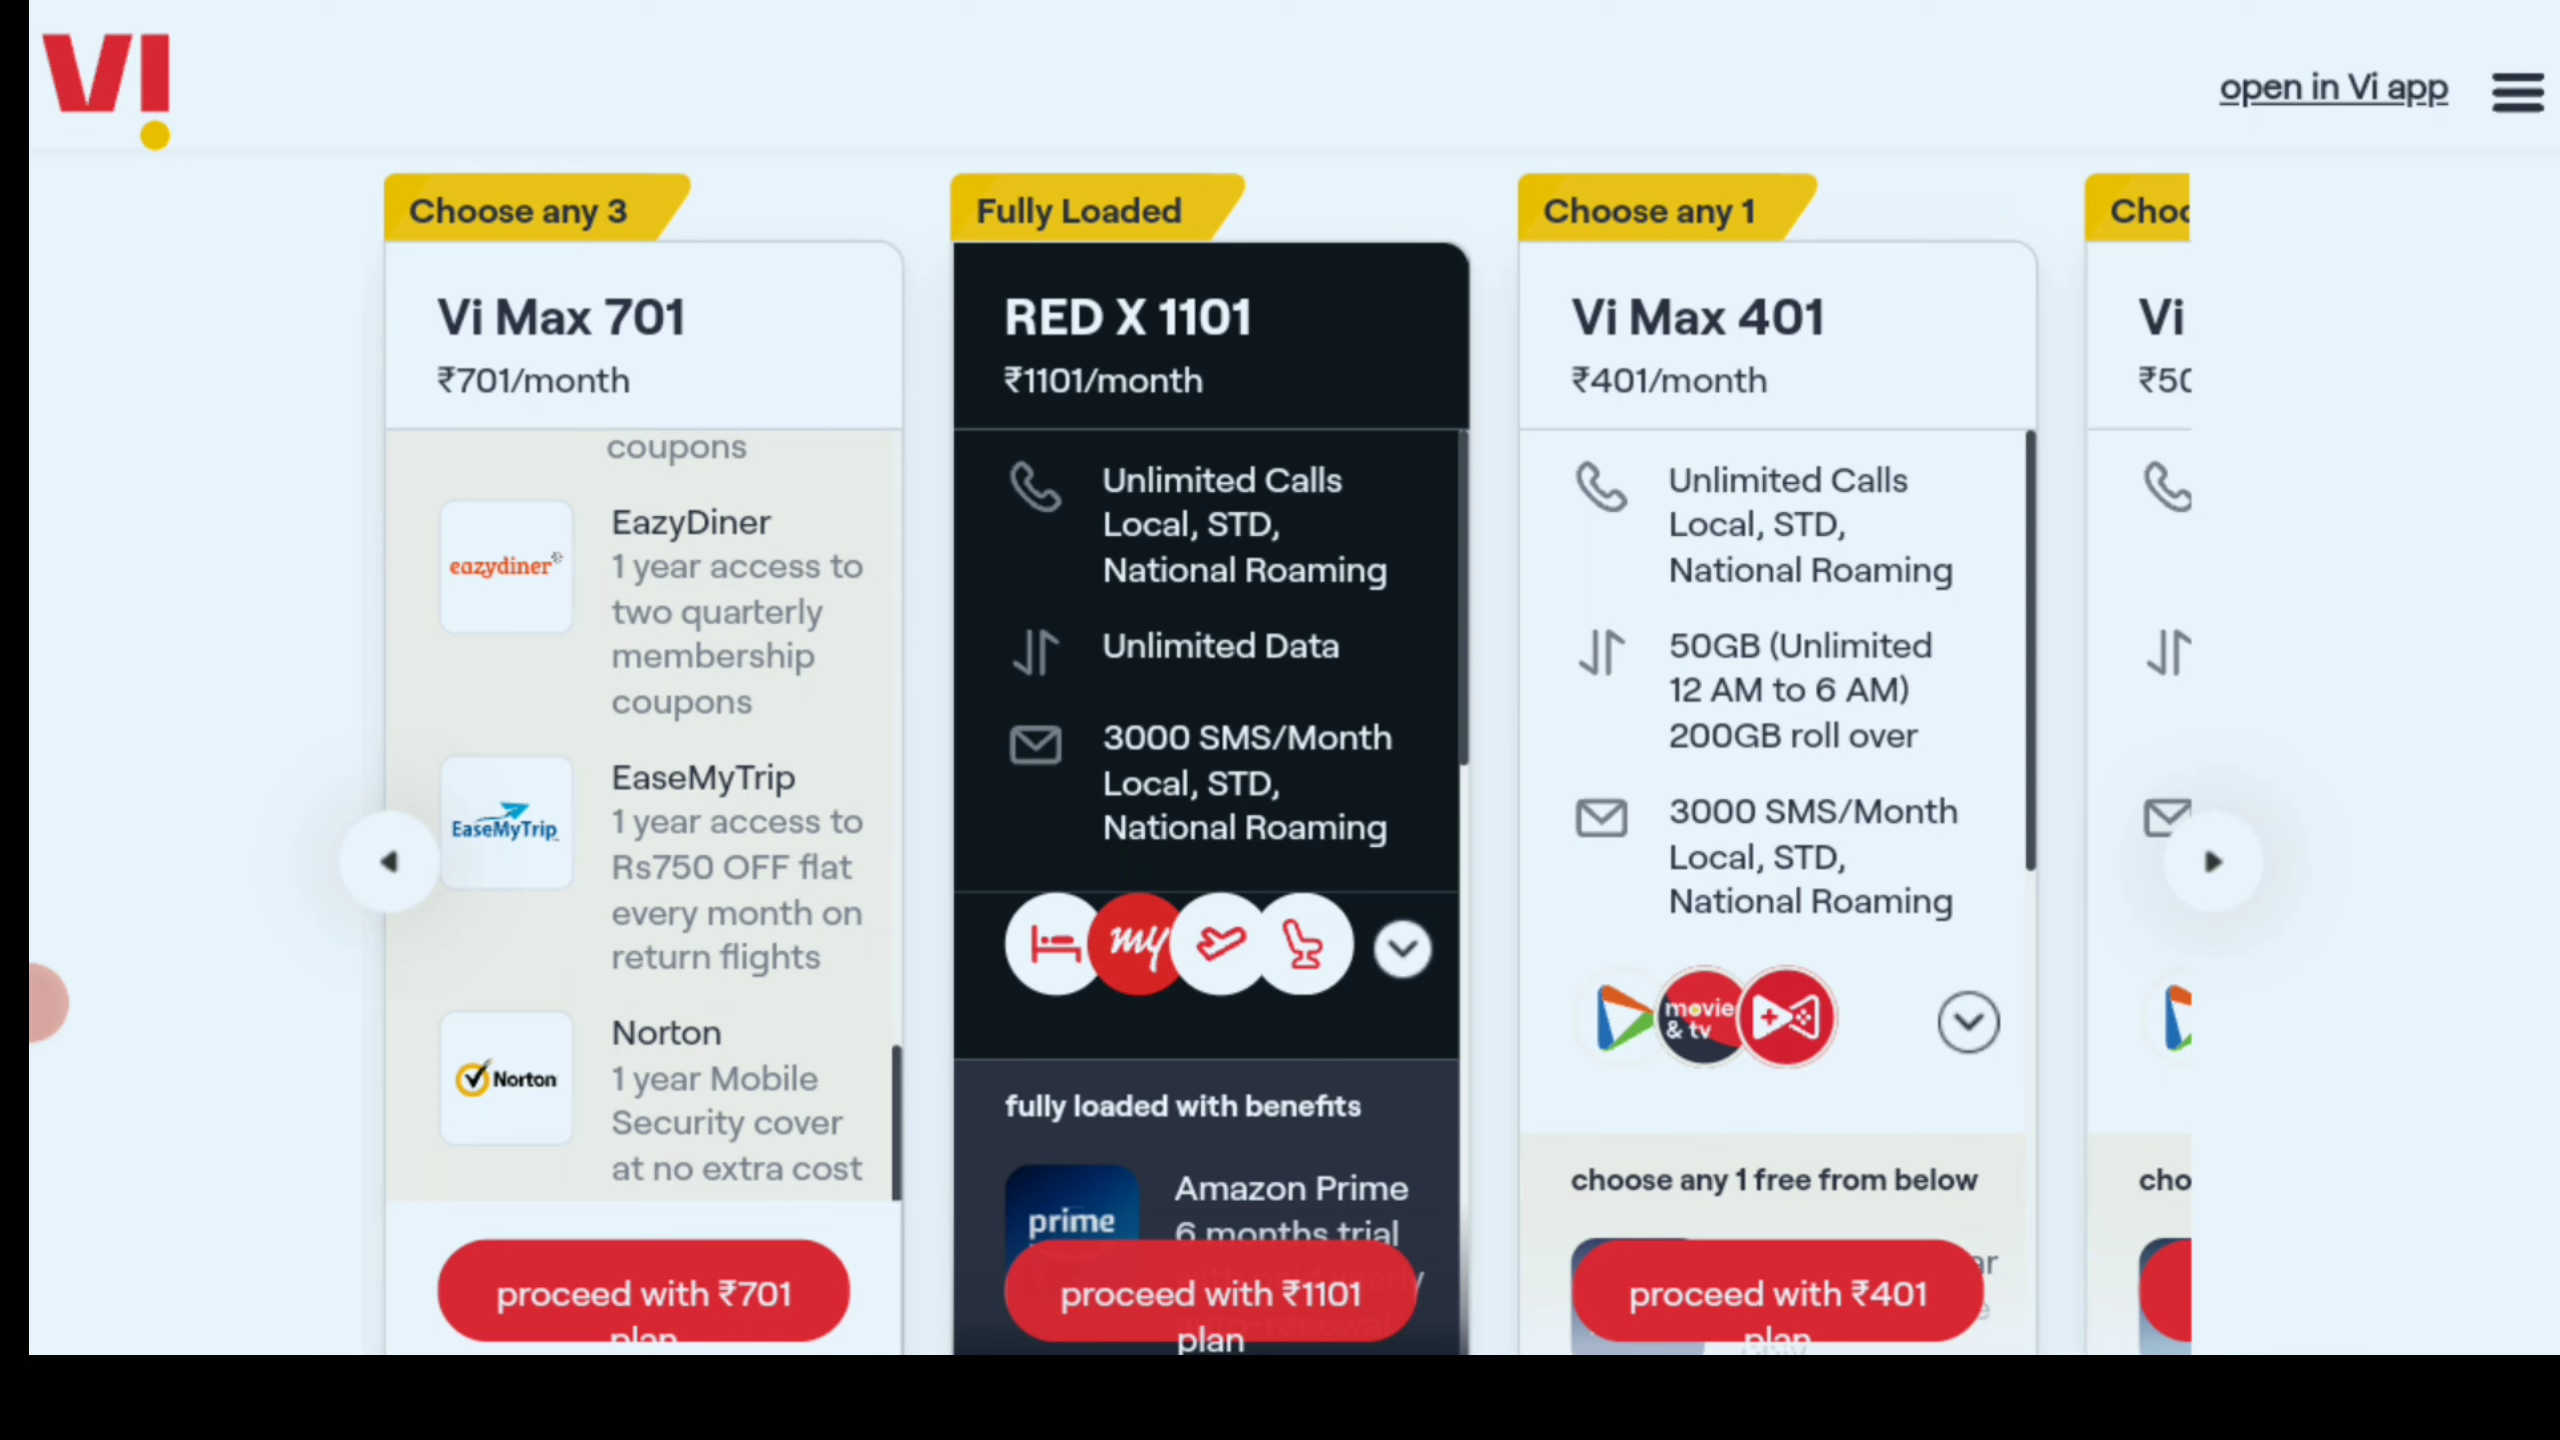 VI
open in Vi app
Choose any 3
Vi Max 701
₹701/month
coupons
eazydiner
EazyDiner
1 year access to
two quarterly
membership
coupons
EaseMyTrip
EaseMyTrip
1 year access to
Rs750 OFF flat
every month on
return flights
Norton
Norton
1 year Mobile
Security cover
at no extra cost
proceed with ₹701
plan
Fully Loaded
RED X 1101
₹1101/month
Unlimited Calls
Local, STD,
National Roaming
Unlimited Data
3000 SMS/Month
Local, STD,
National Roaming
my
fully loaded with benefits
prime
Amazon Prime
6 months trial
proceed with ₹1101
plan
Choose any 1
Vi Max 401
₹401/month
Unlimited Calls
Local, STD,
National Roaming
50GB (Unlimited
12 AM to 6 AM)
200GB roll over
3000 SMS/Month
Local, STD,
National Roaming
movie
& tv
choose any 1 free from below
proceed with ₹401
plan
Vi